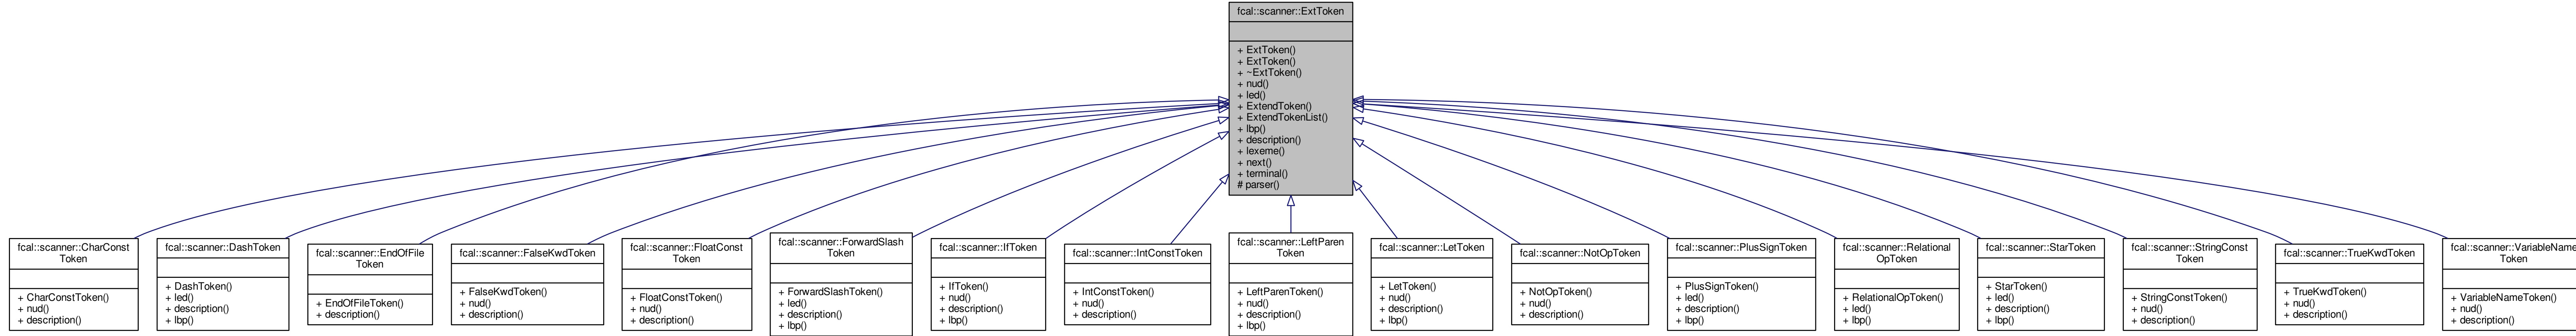 fcal::scanner::ExtToken
+ ExtToken()
+ ExtToken()
+ ~ExtToken()
+ nud()
+ led()
+ ExtendToken()
+ ExtendTokenList()
+ lbp()
+ description()
+ lexeme()
+ next()
+ terminal()
# parser()
fcal::scanner::CharConst
Token
+ CharConstToken()
+ nud()
+ description()
fcal::scanner::DashToken
+ DashToken()
+ led()
+ description()
+ lbp()
fcal::scanner::EndOfFile
Token
+ EndOfFileToken()
+ description()
fcal::scanner::FalseKwdToken
+ FalseKwdToken()
+ nud()
+ description()
fcal::scanner::FloatConst
Token
+ FloatConstToken()
+ nud()
+ description()
fcal::scanner::ForwardSlash
Token
+ ForwardSlashToken()
+ led()
+ description()
+ lbp()
fcal::scanner::IfToken
+ IfToken()
+ nud()
+ description()
+ lbp()
fcal::scanner::IntConstToken
+ IntConstToken()
+ nud()
+ description()
fcal::scanner::LeftParen
Token
+ LeftParenToken()
+ nud()
+ description()
+ lbp()
fcal::scanner::LetToken
+ LetToken()
+ nud()
+ description()
+ lbp()
fcal::scanner::NotOpToken
+ NotOpToken()
+ nud()
+ description()
fcal::scanner::PlusSignToken
+ PlusSignToken()
+ led()
+ description()
+ lbp()
fcal::scanner::Relational
OpToken
+ RelationalOpToken()
+ led()
+ lbp()
fcal::scanner::StarToken
+ StarToken()
+ led()
+ description()
+ lbp()
fcal::scanner::StringConst
Token
+ StringConstToken()
+ nud()
+ description()
fcal::scanner::TrueKwdToken
+ TrueKwdToken()
+ nud()
+ description()
fcal::scanner::VariableName
Token
+ VariableNameToken()
+ nud()
+ description()